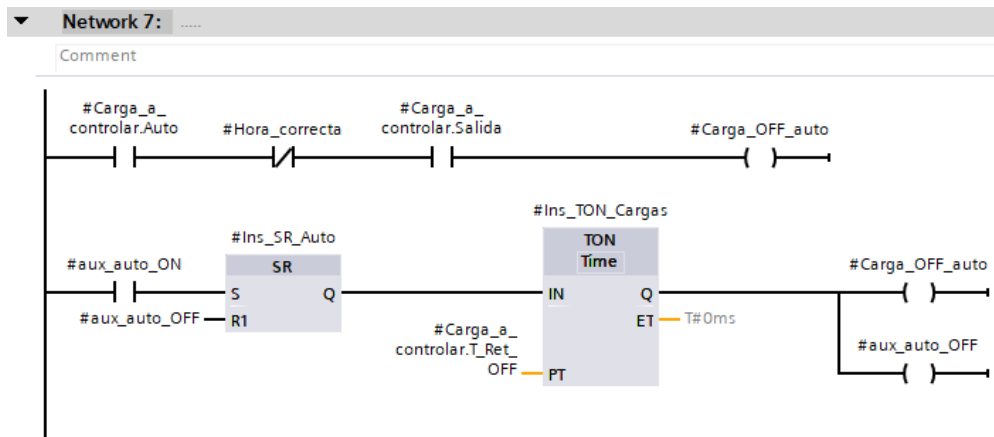 Network 7: .....
Comment
#Carga_a_
controlar.Auto
#Hora_correcta
#Carga_a_
controlar.Salida
#Carga_OFF_auto
#Ins_TON_Cargas
#Ins_SR_Auto
TON
Time
#aux_auto_ON
SR
#Carga_OFF_auto
S Q
IN Q
#aux_auto_OFF R1
ET T#0ms
#Carga_a_
controlar.T_Ret_
OFF PT
#aux_auto_OFF